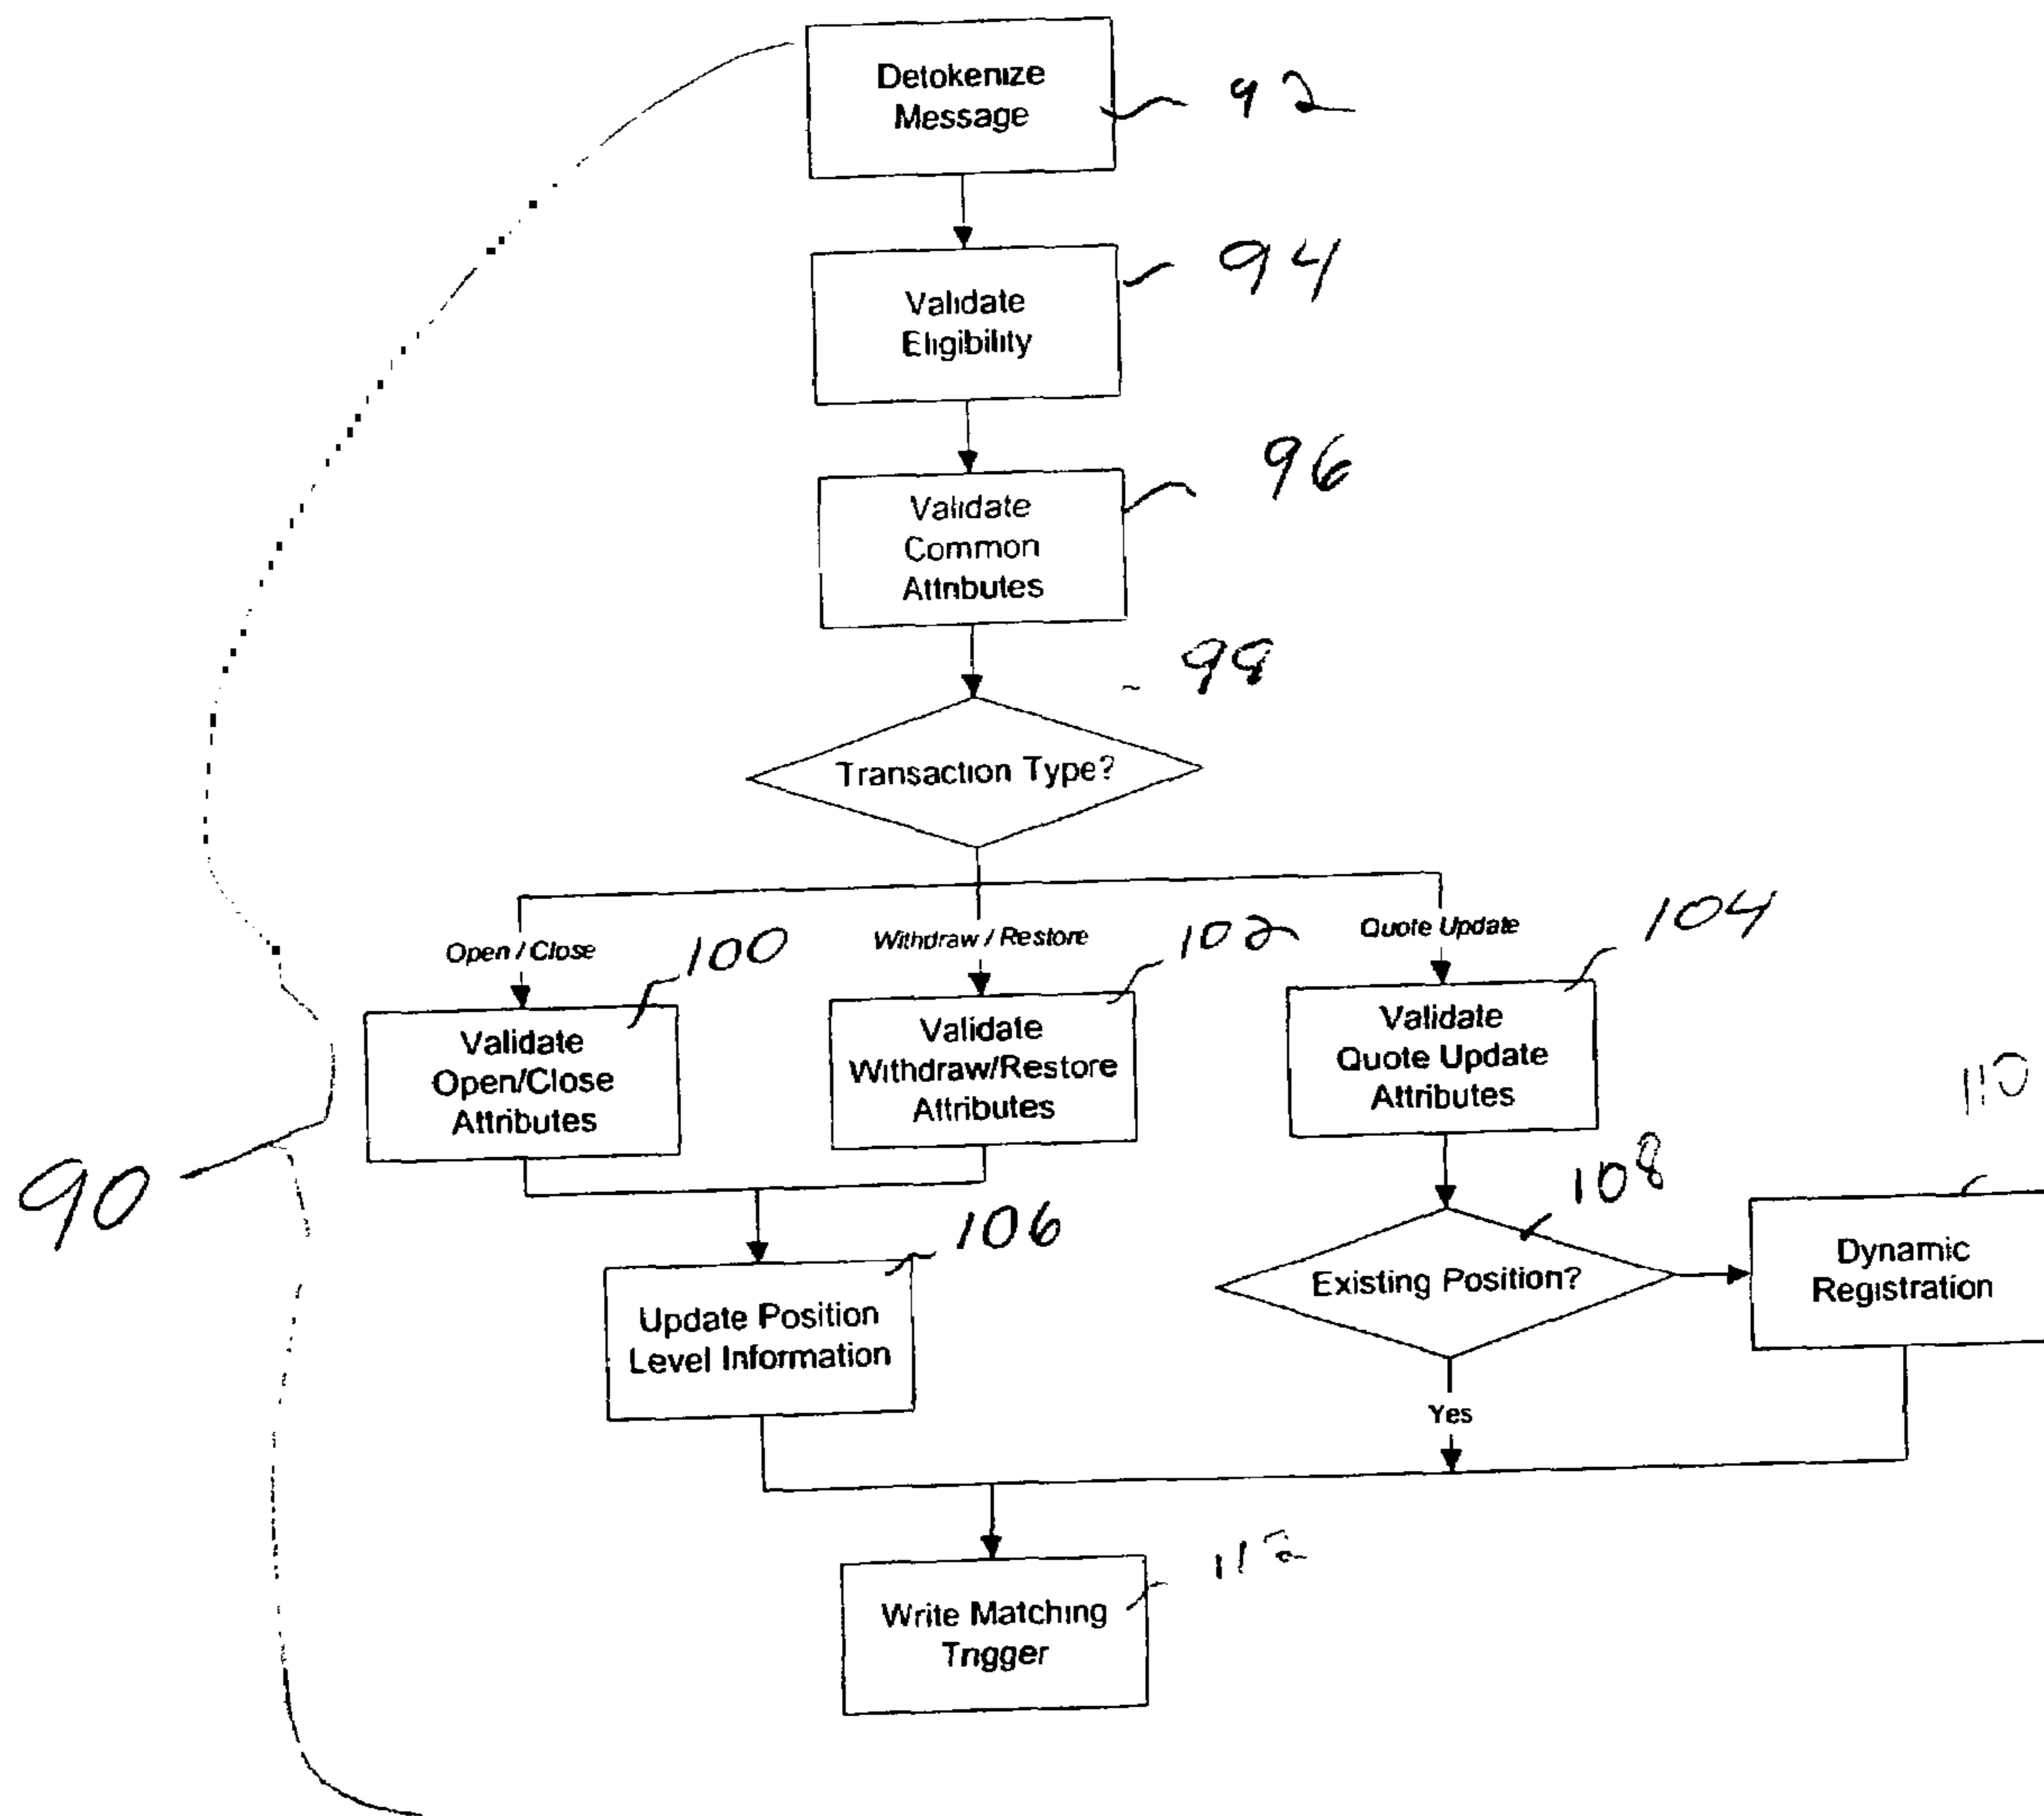 Detokenize
Message
92
Validate
Eligibility
94
Validate
Common
Attributes
96
98
Transaction Type?
Open / Close
Withdraw / Restore
Quote Update
100
102
104
Validate
Open/Close
Attributes
Validate
Withdraw/Restore
Attributes
Validate
Quote Update
Attributes
90
106
108
110
Update Position
Level Information
Existing Position?
Dynamic
Registration
Yes
112
Write Matching
Trigger